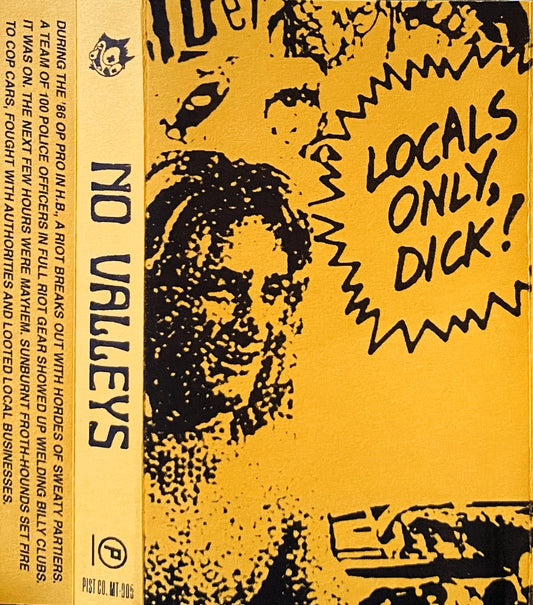 DURING THE '86 OP PRO IN H.B., A RIOT BREAKS OUT WITH HORDES OF SWEATY PARTIERS.
A TEAM OF 100 POLICE OFFICERS IN FULL RIOT GEAR SHOWED UP WIELDING BILLY CLUBS.
IT WAS ON. THE NEXT FEW HOURS WERE MAYHEM. SUNBURNT FROTH-HOUNDS SET FIRE
TO COP CARS, FOUGHT WITH AUTHORITIES AND LOOTED LOCAL BUSINESSES.
NO VALLEYS
P
PIST CO. MT-005
LOCALS
ONLY,
DICK!